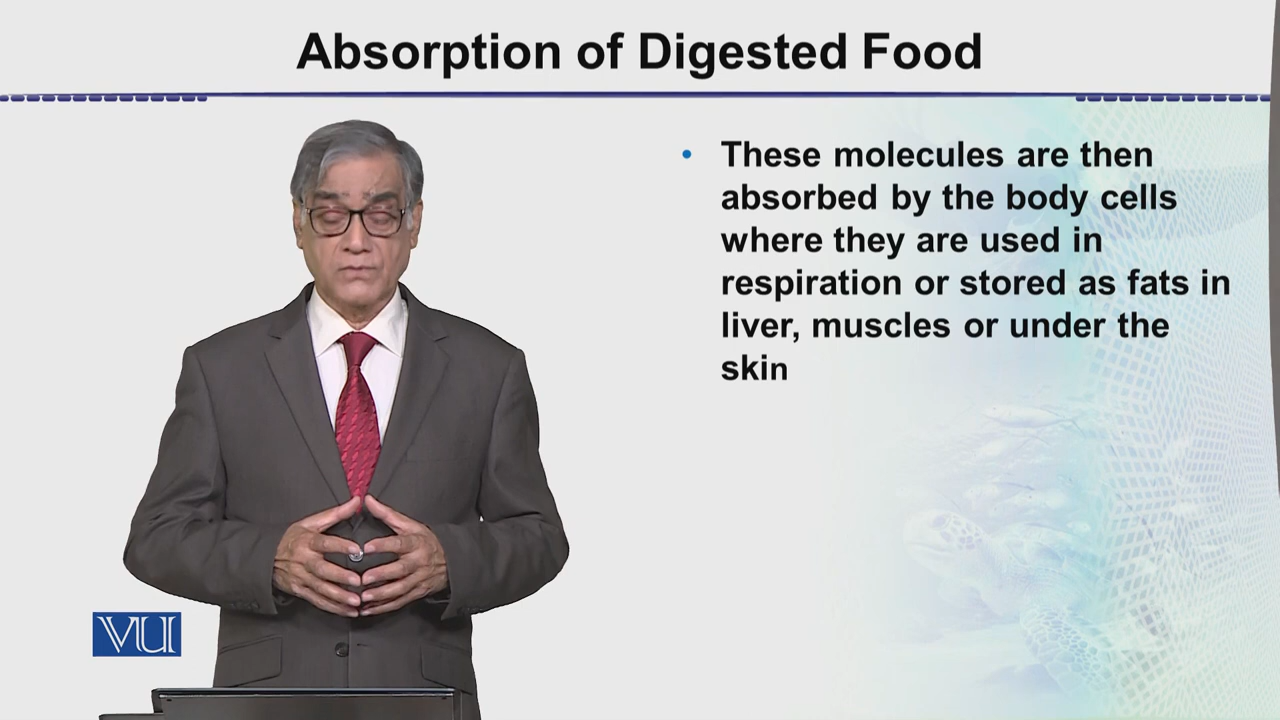 Absorption of Digested Food
• These molecules are then
absorbed by the body cells
where they are used in
respiration or stored as fats in
liver, muscles or under the
skin
VU